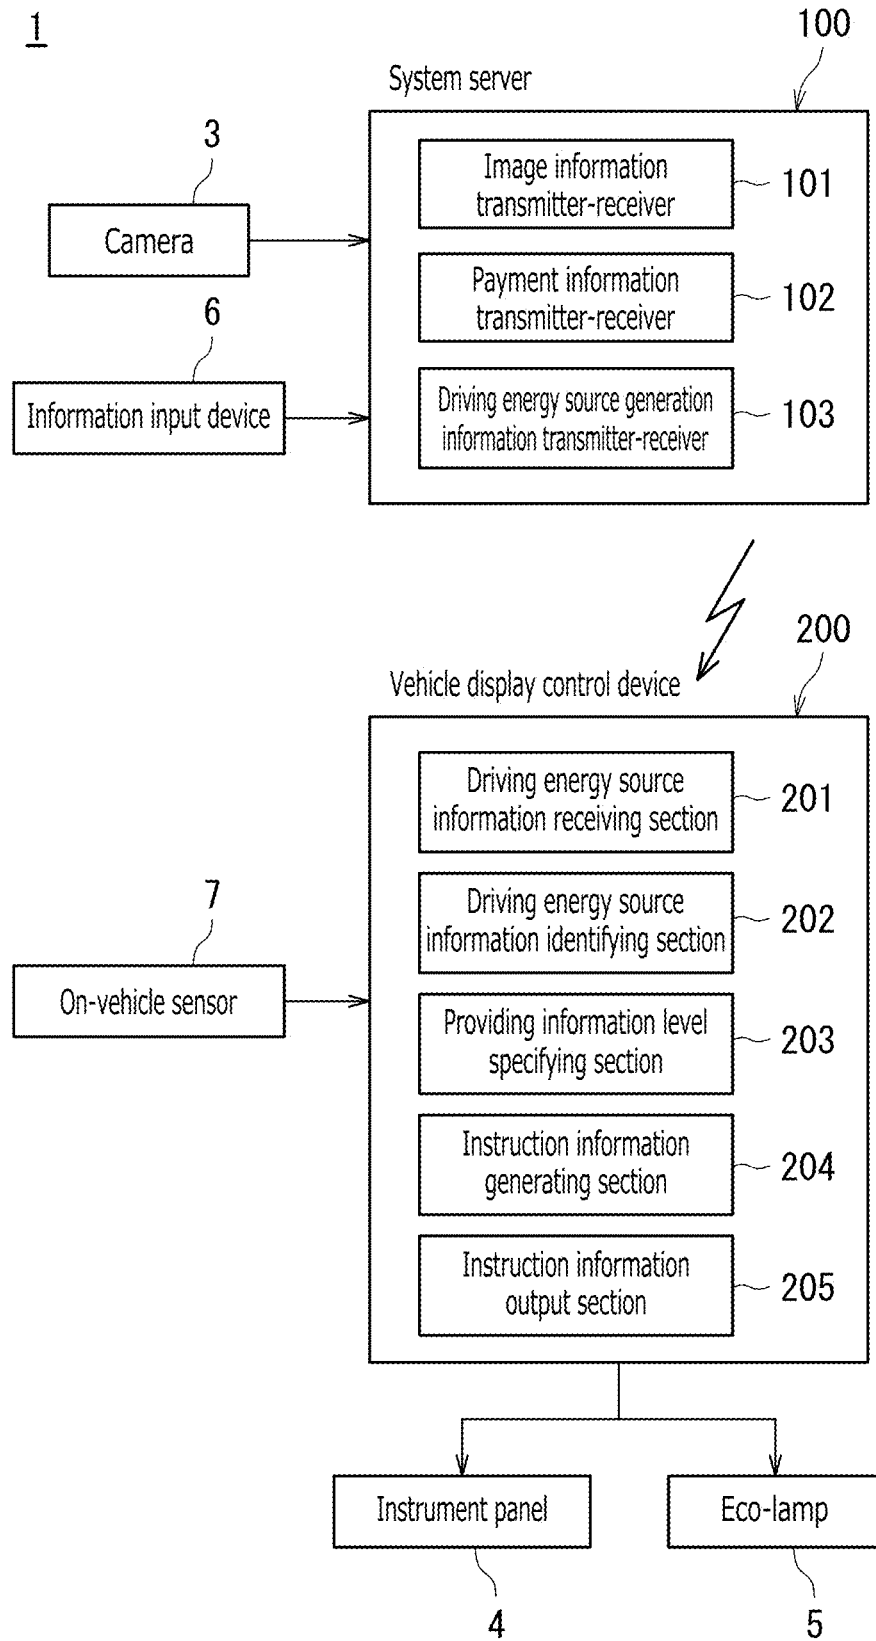 1
100
System server
3
Image information
transmitter-receiver
101
Camera
Payment information
transmitter-receiver
102
6
Information input device
Driving energy source generation
information transmitter-receiver
103
200
Vehicle display control device
Driving energy source
information receiving section
201
7
Driving energy source
information identifying section
202
On-vehicle sensor
Providing information level
specifying section
203
Instruction information
generating section
204
Instruction information
output section
205
Instrument panel
Eco-lamp
4
5